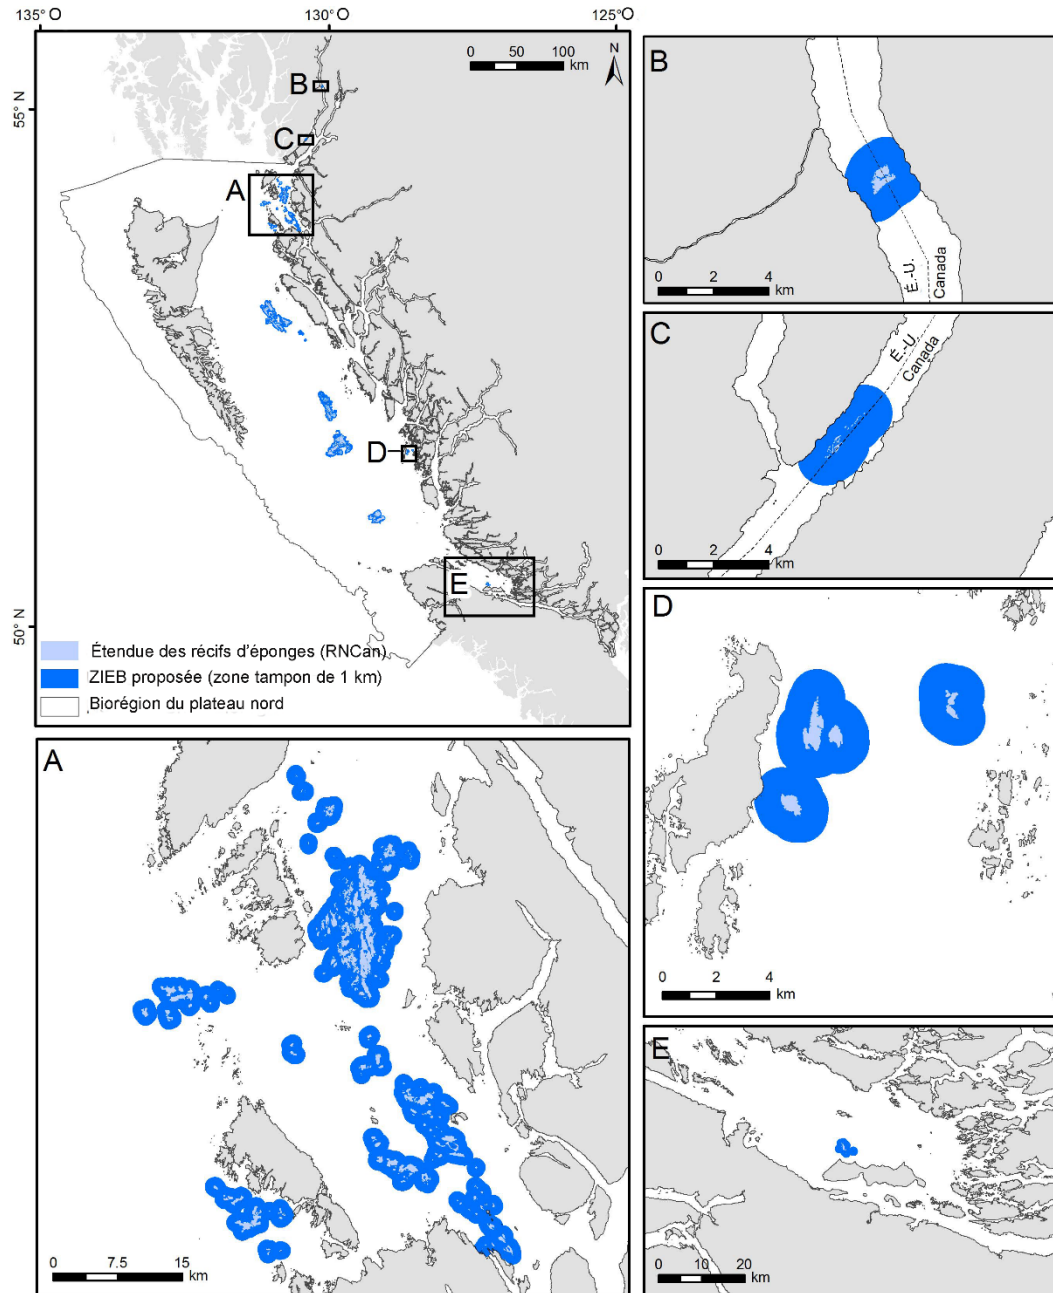 135° O
130° O
125° O
55° N
50° N
0 50 100
km
N
B
C
A
D
E
Étendue des récifs d'éponges (RNCan)
ZIEB proposée (zone tampon de 1 km)
Biorégion du plateau nord
B
É.-U.
Canada
0 2 4
km
C
É.-U.
Canada
0 2 4
km
D
0 2 4
km
A
0 7.5 15
km
E
0 10 20
km